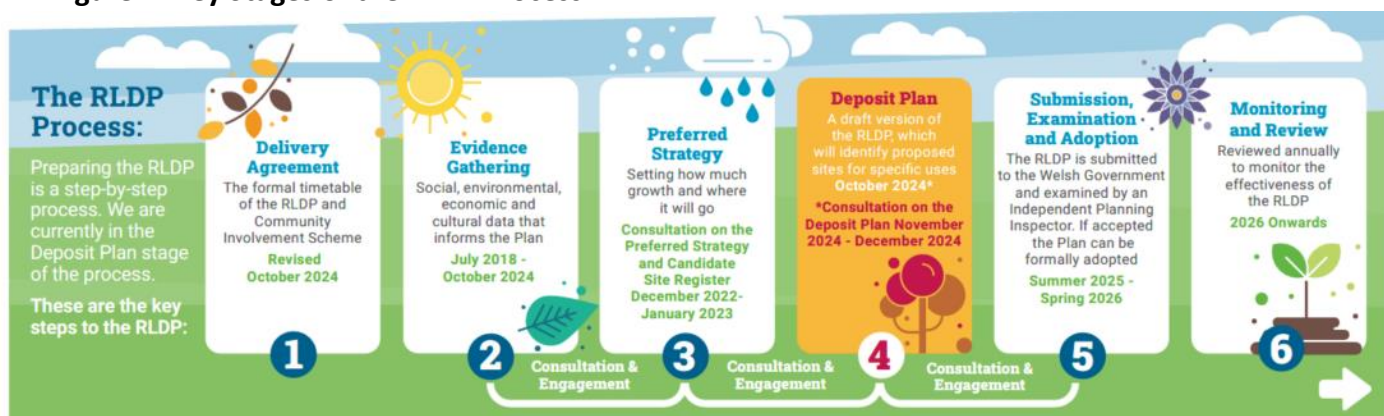 The RLDP
Process:
Preparing the RLDP
is a step-by-step
process. We are
currently in the
Deposit Plan stage
of the process.
These are the key
steps to the RLDP:
Delivery
Agreement
The formal timetable
of the RLDP and
Community
Involvement Scheme
Revised
October 2024
1
Evidence
Gathering
Social, environmental,
economic and
cultural data that
informs the Plan
July 2018 -
October 2024
2
Preferred
Strategy
Setting how much
growth and where
it will go
Consultation on the
Preferred Strategy
and Candidate
Site Register
December 2022-
January 2023
3
Deposit Plan
A draft version of
the RLDP, which
will identify proposed
sites for specific uses
October 2024*
*Consultation on the
Deposit Plan November
2024 - December 2024
4
Submission,
Examination
and Adoption
The RLDP is submitted
to the Welsh Government
and examined by an
Independent Planning
Inspector. If accepted
the Plan can be
formally adopted
Summer 2025 -
Spring 2026
5
Monitoring
and Review
Reviewed annually
to monitor the
effectiveness of
the RLDP
2026 Onwards
6
Consultation &
Engagement
Consultation &
Engagement
Consultation &
Engagement